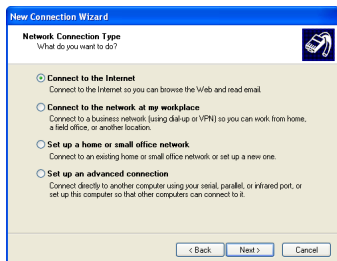 New Connection Wizard
Network Connection Type
What do you want to do?
Connect to the Internet
Connect to the Internet so you can browse the Web and read email.
Connect to the network at my workplace
Connect to a business network (using dial-up or VPN) so you can work from home,
a field office, or another location.
Set up a home or small office network
Connect to an existing home or small office network or set up a new one.
Set up an advanced connection
Connect directly to another computer using your serial, parallel, or infrared port, or
set up this computer so that other computers can connect to it.
< Back Next > Cancel